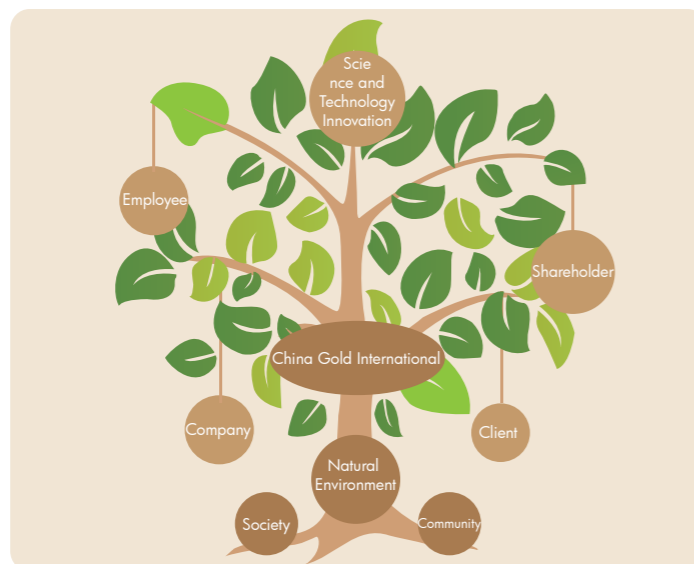 Scie
nce and
Technology
Innovation
Employee
Shareholder
China Gold International
Company
Client
Natural
Environment
Society
Community